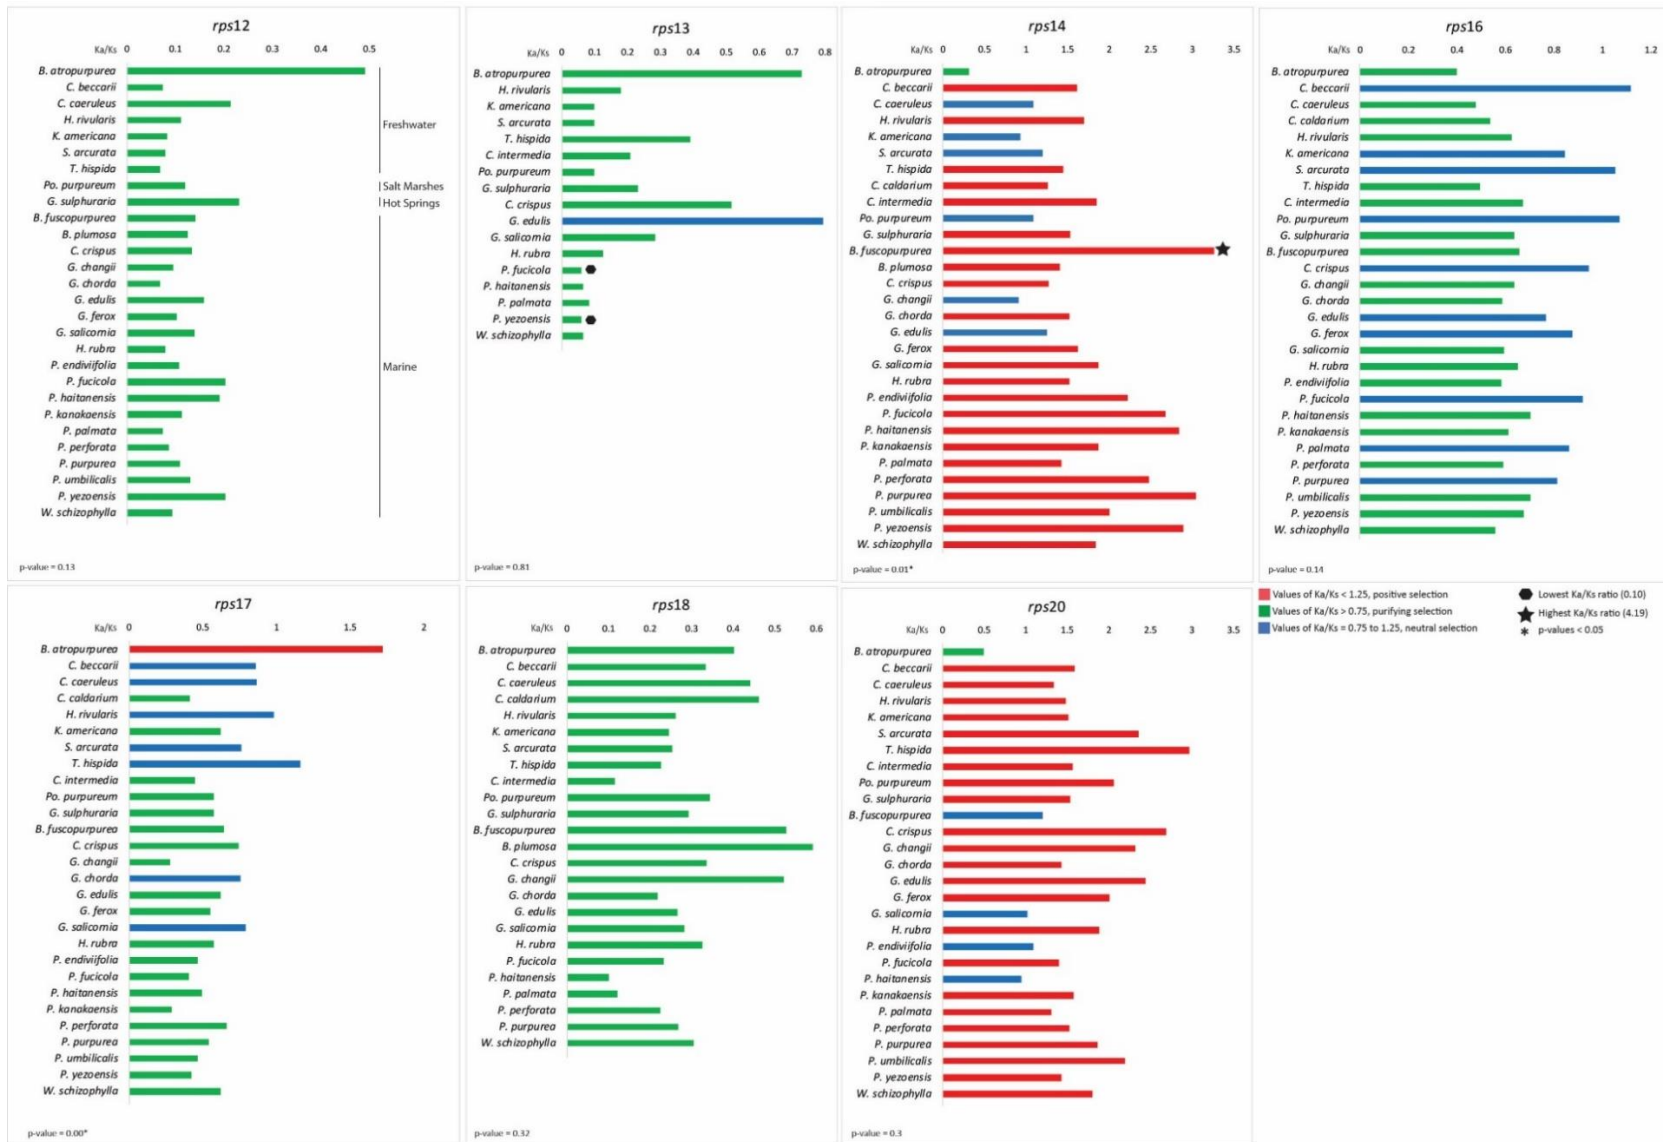 rps12
Ka/Ks 0 0.1 0.2 0.3 0.4 0.5
B. atropurpurea
C. beccarii
C. caeruleus
H. rivularis
K. americana
S. arcurata
T. hispida
Freshwater
Po. purpureum
Salt Marshes
G. sulphuraria
Hot Springs
B. fuscopurpurea
B. plumosa
C. crispus
G. changii
G. chorda
G. edulis
G. ferox
G. salicornia
H. rubra
P. endiviifolia
P. fucicola
P. haitanensis
P. kanakaensis
P. palmata
P. perforata
P. purpurea
P. umbilicalis
P. yezoensis
W. schizophylla
Marine
p-value = 0.13
rps13
Ka/Ks 0 0.1 0.2 0.3 0.4 0.5 0.6 0.7 0.8
B. atropurpurea
H. rivularis
K. americana
S. arcurata
T. hispida
C. intermedia
Po. purpureum
G. sulphuraria
C. crispus
G. edulis
G. salicornia
H. rubra
P. fucicola
P. haitanensis
P. palmata
P. yezoensis
W. schizophylla
p-value = 0.81
rps14
Ka/Ks 0 0.5 1 1.5 2 2.5 3 3.5
B. atropurpurea
C. beccarii
C. caeruleus
H. rivularis
K. americana
S. arcurata
T. hispida
C. caldarium
C. intermedia
Po. purpureum
G. sulphuraria
B. fuscopurpurea
B. plumosa
C. crispus
G. changii
G. chorda
G. edulis
G. ferox
G. salicornia
H. rubra
P. endiviifolia
P. fucicola
P. haitanensis
P. kanakaensis
P. palmata
P. perforata
P. purpurea
P. umbilicalis
P. yezoensis
W. schizophylla
p-value = 0.01*
rps16
Ka/Ks 0 0.2 0.4 0.6 0.8 1 1.2
B. atropurpurea
C. beccarii
C. caeruleus
C. caldarium
H. rivularis
K. americana
S. arcurata
T. hispida
C. intermedia
Po. purpureum
G. sulphuraria
B. fuscopurpurea
C. crispus
G. changii
G. chorda
G. edulis
G. ferox
G. salicornia
H. rubra
P. endiviifolia
P. fucicola
P. haitanensis
P. kanakaensis
P. palmata
P. perforata
P. purpurea
P. umbilicalis
P. yezoensis
W. schizophylla
p-value = 0.14
rps17
Ka/Ks 0 0.5 1 1.5 2
B. atropurpurea
C. beccarii
C. caeruleus
C. caldarium
H. rivularis
K. americana
S. arcurata
T. hispida
C. intermedia
Po. purpureum
G. sulphuraria
B. fuscopurpurea
C. crispus
G. changii
G. chorda
G. edulis
G. ferox
G. salicornia
H. rubra
P. endiviifolia
P. fucicola
P. haitanensis
P. kanakaensis
P. perforata
P. purpurea
P. umbilicalis
P. yezoensis
W. schizophylla
p-value = 0.00*
rps18
Ka/Ks 0 0.1 0.2 0.3 0.4 0.5 0.6
B. atropurpurea
C. beccarii
C. caeruleus
C. caldarium
H. rivularis
K. americana
S. arcurata
T. hispida
C. intermedia
Po. purpureum
G. sulphuraria
B. fuscopurpurea
B. plumosa
C. crispus
G. changii
G. chorda
G. edulis
G. salicornia
H. rubra
P. fucicola
P. haitanensis
P. palmata
P. perforata
P. purpurea
W. schizophylla
p-value = 0.32
rps20
Ka/Ks 0 0.5 1 1.5 2 2.5 3 3.5
B. atropurpurea
C. beccarii
C. caeruleus
H. rivularis
K. americana
S. arcurata
T. hispida
C. intermedia
Po. purpureum
G. sulphuraria
B. fuscopurpurea
C. crispus
G. changii
G. chorda
G. edulis
G. ferox
G. salicornia
H. rubra
P. endiviifolia
P. fucicola
P. haitanensis
P. kanakaensis
P. palmata
P. perforata
P. purpurea
P. umbilicalis
P. yezoensis
W. schizophylla
p-value = 0.3
Values of Ka/Ks < 1.25, positive selection
Values of Ka/Ks > 0.75, purifying selection
Values of Ka/Ks = 0.75 to 1.25, neutral selection
Lowest Ka/Ks ratio (0.10)
Highest Ka/Ks ratio (4.19)
* p-values < 0.05